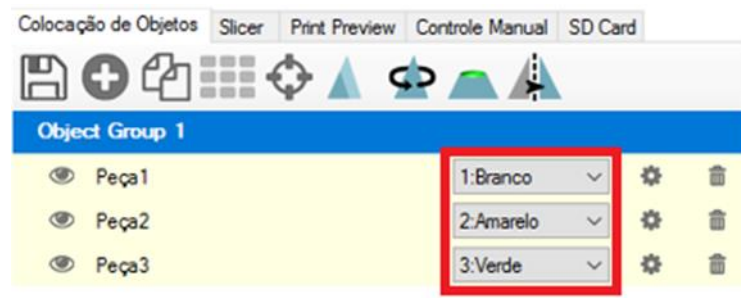 Colocação de Objetos Slicer Print Preview Controle Manual SD Card
Object Group 1
Peça1 1:Branco
Peça2 2:Amarelo
Peça3 3:Verde